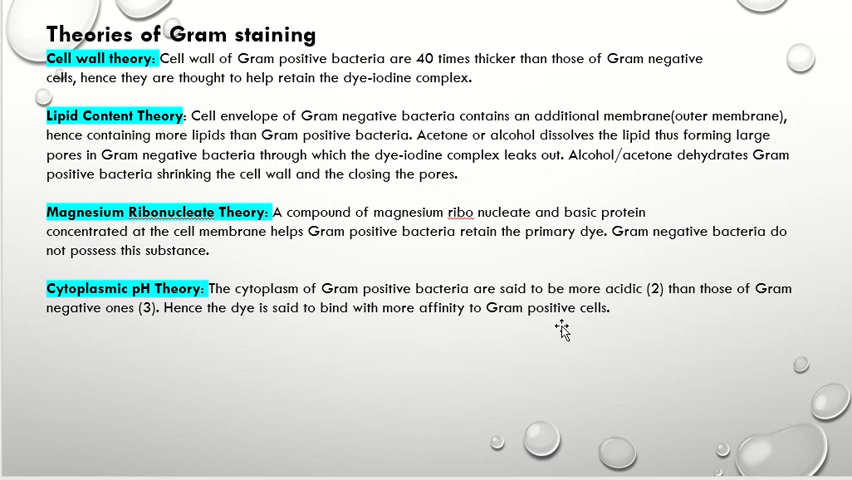 Theories of Gram staining
Cell wall theory: Cell wall of Gram positive bacteria are 40 times thicker than those of Gram negative
cells, hence they are thought to help retain the dye-iodine complex.
Lipid Content Theory: Cell envelope of Gram negative bacteria contains an additional membrane(outer membrane),
hence containing more lipids than Gram positive bacteria. Acetone or alcohol dissolves the lipid thus forming large
pores in Gram negative bacteria through which the dye-iodine complex leaks out. Alcohol/acetone dehydrates Gram
positive bacteria shrinking the cell wall and the closing the pores.
Magnesium Ribonucleate Theory: A compound of magnesium ribo nucleate and basic protein
concentrated at the cell membrane helps Gram positive bacteria retain the primary dye. Gram negative bacteria do
not possess this substance.
Cytoplasmic pH Theory: The cytoplasm of Gram positive bacteria are said to be more acidic (2) than those of Gram
negative ones (3). Hence the dye is said to bind with more affinity to Gram positive cells.